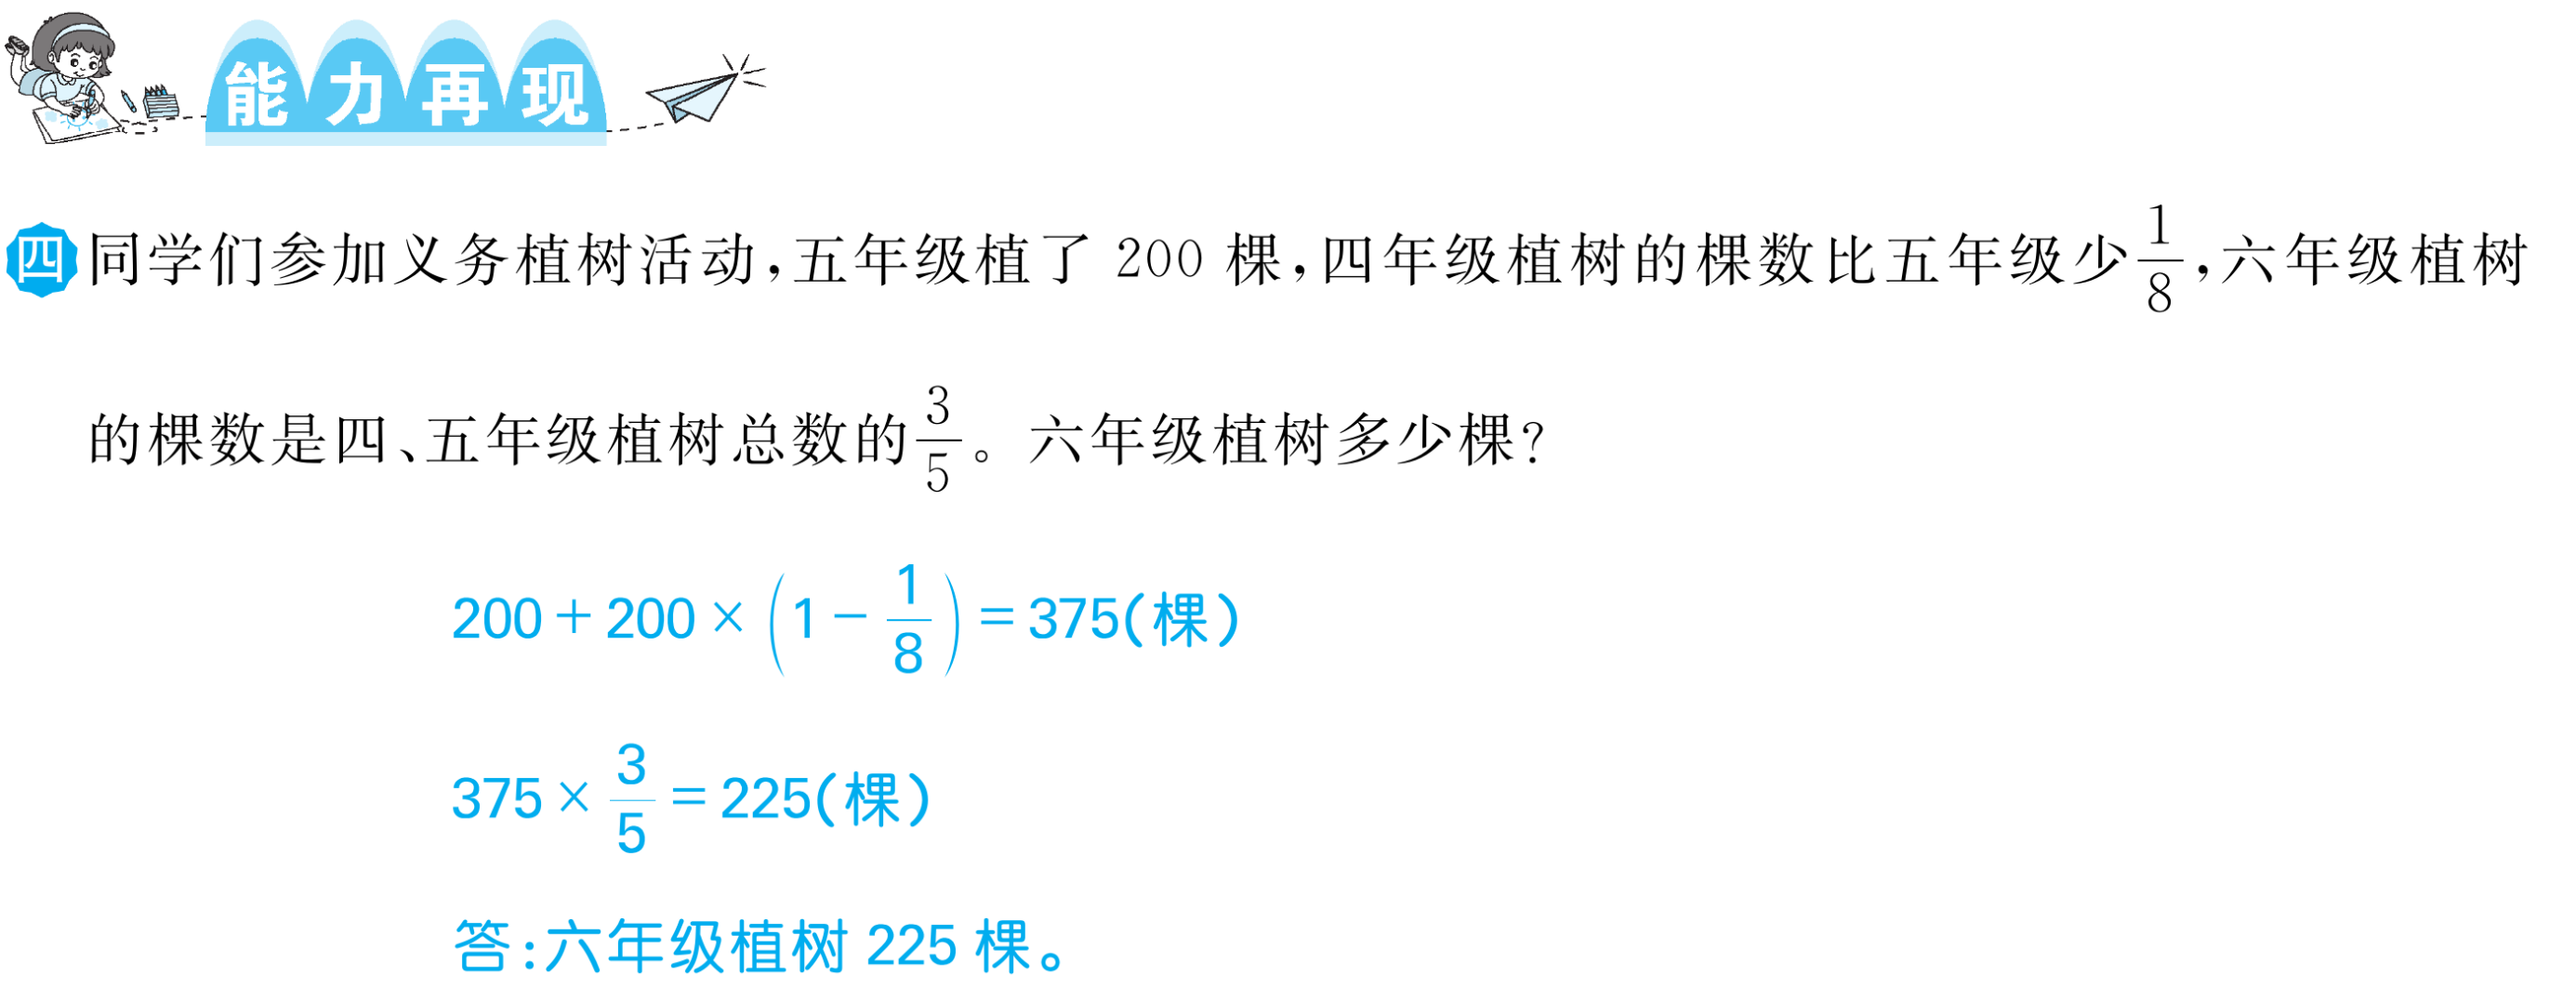 能力再现
四 同学们参加义务植树活动,五年级植了 200 棵,四年级植树的棵数比五年级少1/8,六年级植树
的棵数是四、五年级植树总数的3/5。六年级植树多少棵?
200+200×(1-1/8)=375(棵)
375×3/5=225(棵)
答:六年级植树 225 棵。